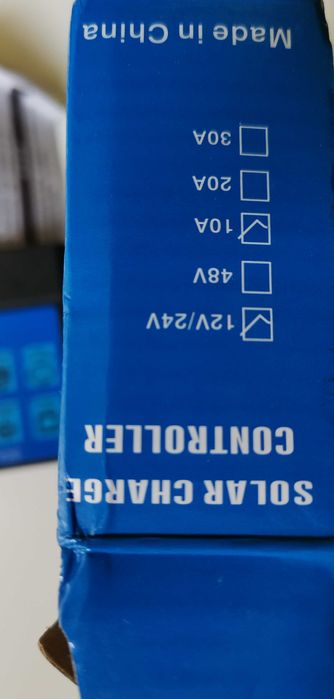 SOLAR CHARGE
CONTROLLER
☑ 12V/24V
☐ 48V
☑ 10A
☐ 20A
☐ 30A
Made in China